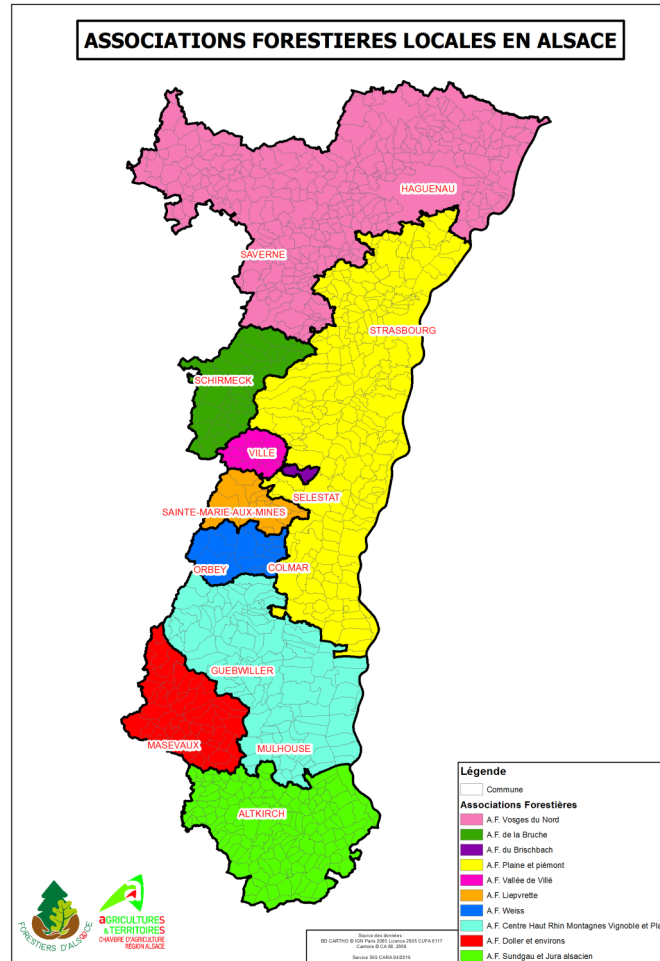 ASSOCIATIONS FORESTIERES LOCALES EN ALSACE
HAGUENAU
SAVERNE
STRASBOURG
SCHIRMECK
VILLE
SELESTAT
SAINTE-MARIE-AUX-MINES
ORBEY
COLMAR
GUEBWILLER
MASEVAUX
MULHOUSE
ALTKIRCH
Légende
Commune
Associations Forestières
A.F. Vosges du Nord
A.F. de la Bruche
A.F. du Brischbach
A.F. Plaine et piémont
A.F. Vallée de Villé
A.F. Liepvrette
A.F. Weiss
A.F. Centre Haut Rhin Montagnes Vignoble et Pla
A.F. Doller et environs
A.F. Sundgau et Jura alsacien
FORESTIERS D'ALSACE
AGRICULTURES
& TERRITOIRES
CHAMBRE D'AGRICULTURE
RÉGION ALSACE
Source des données :